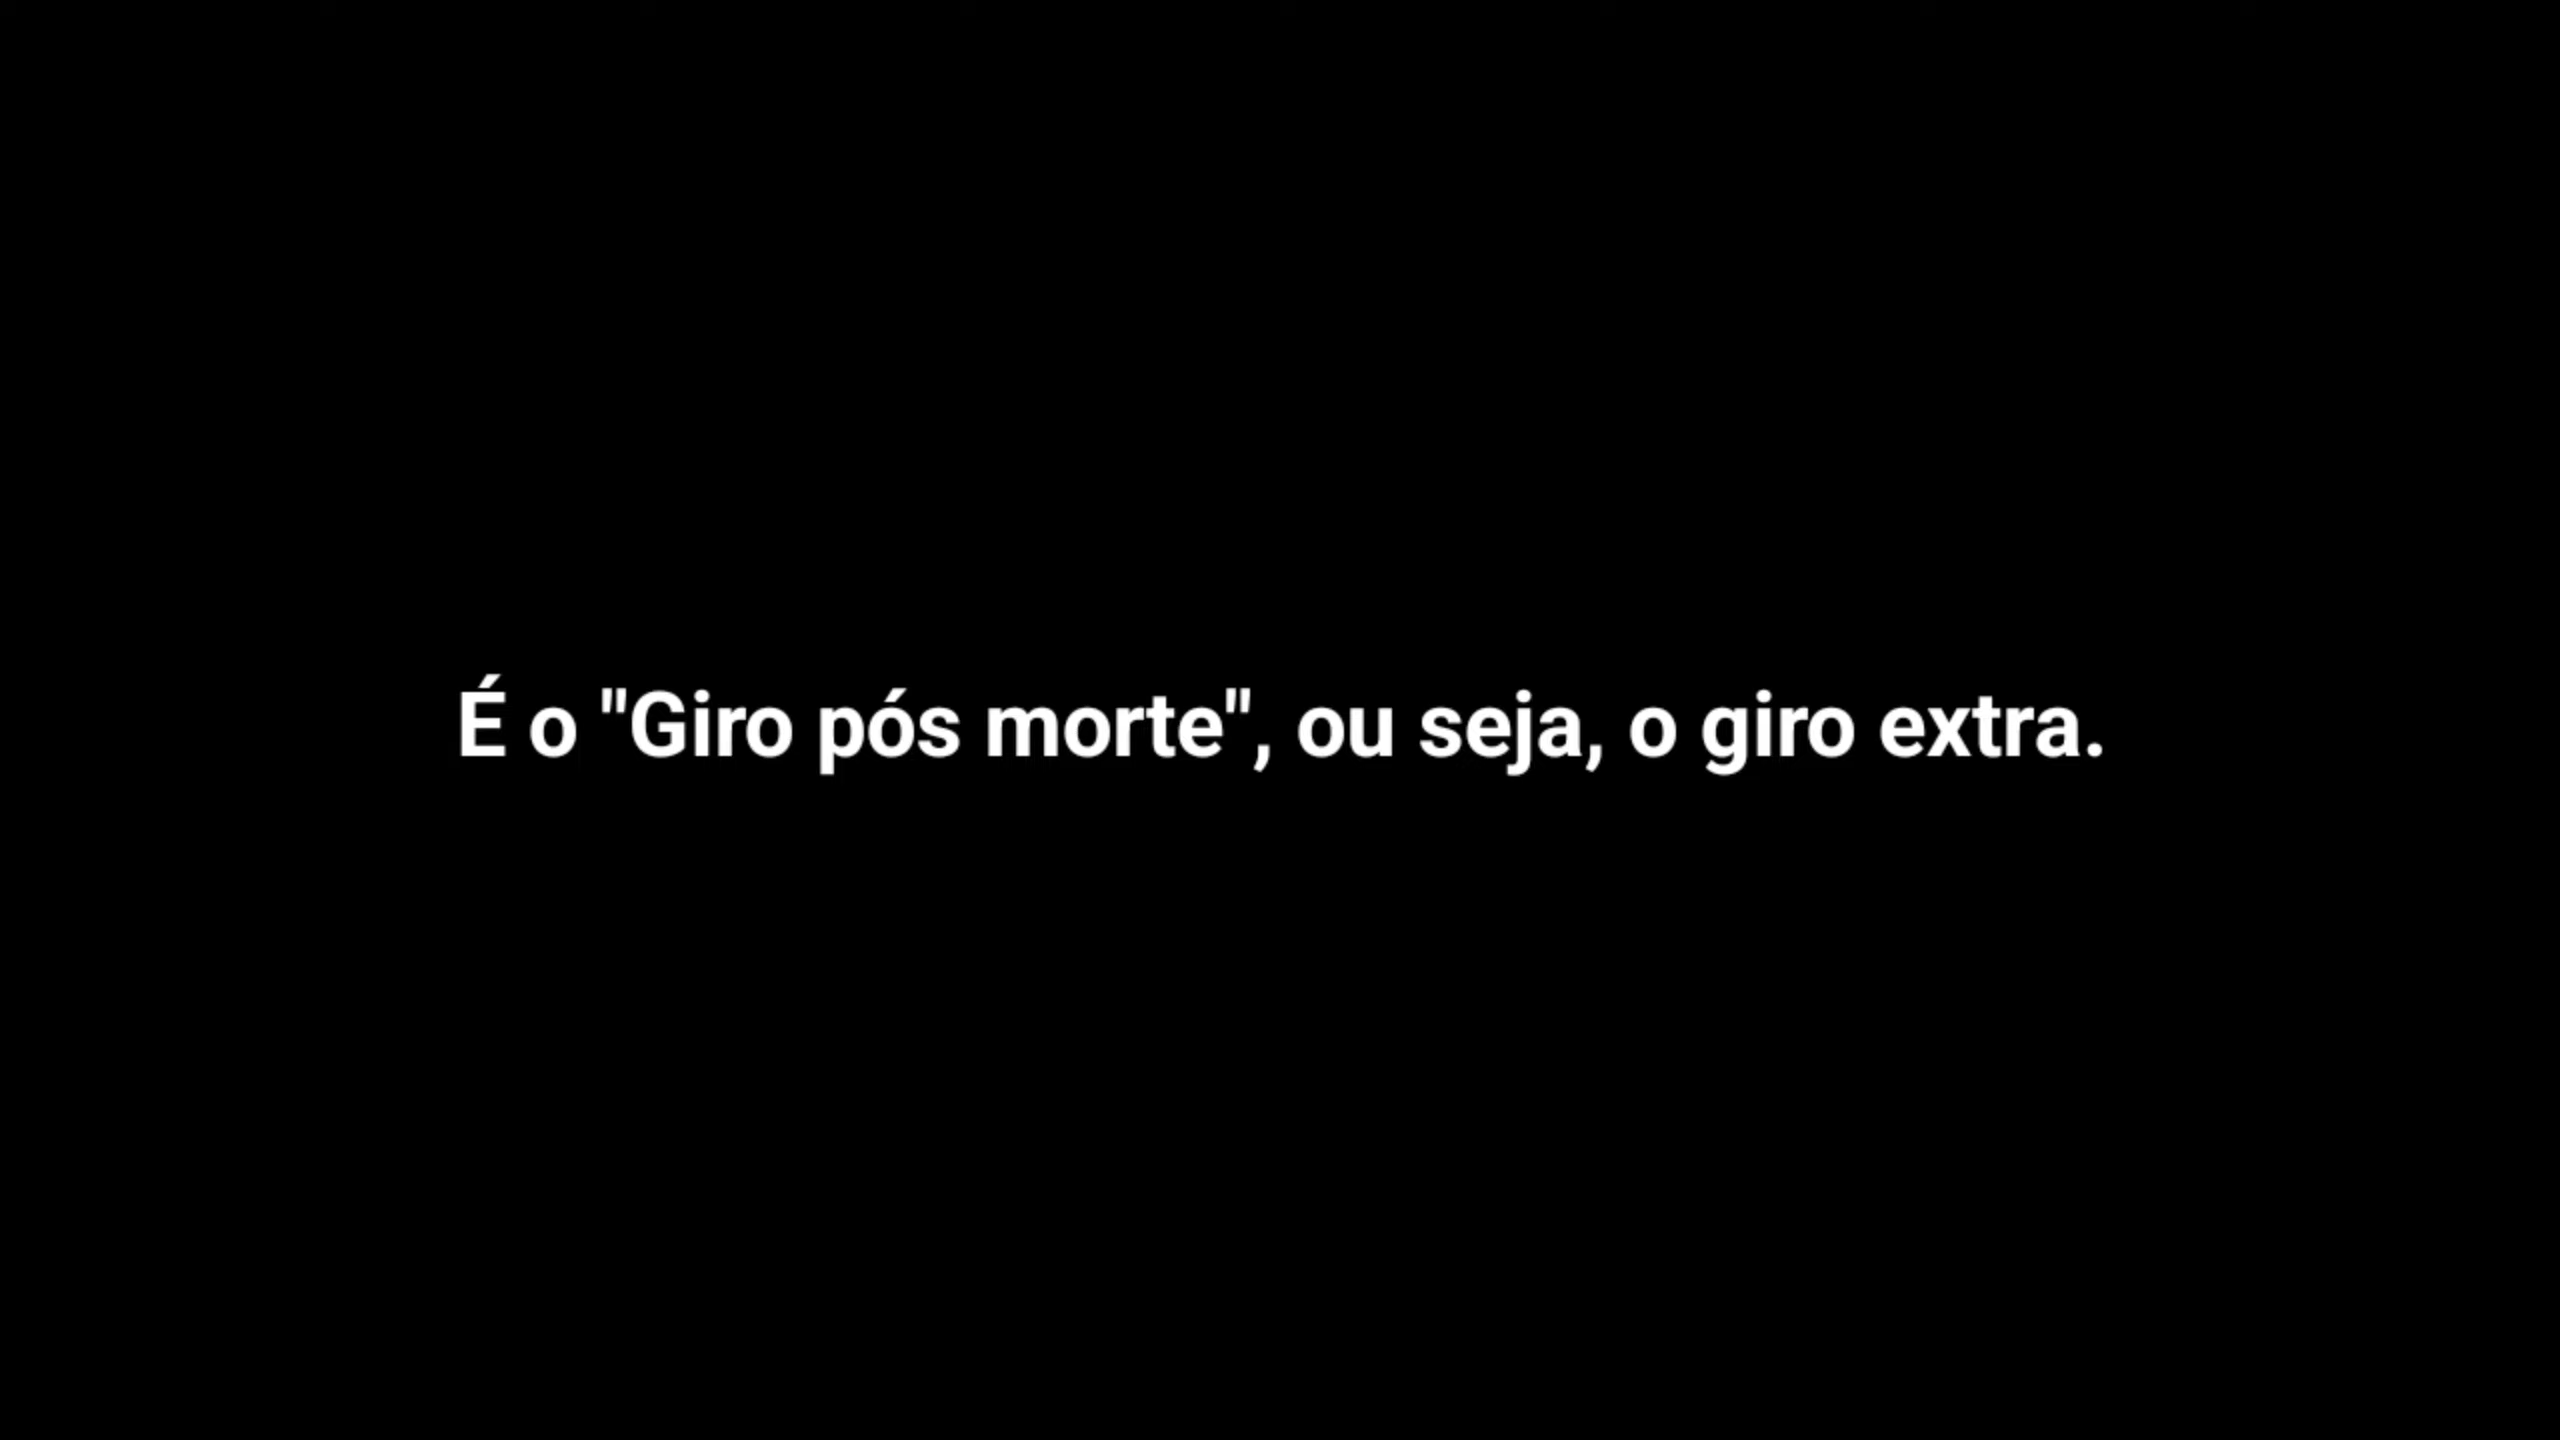 É o "Giro pós morte", ou seja, o giro extra.